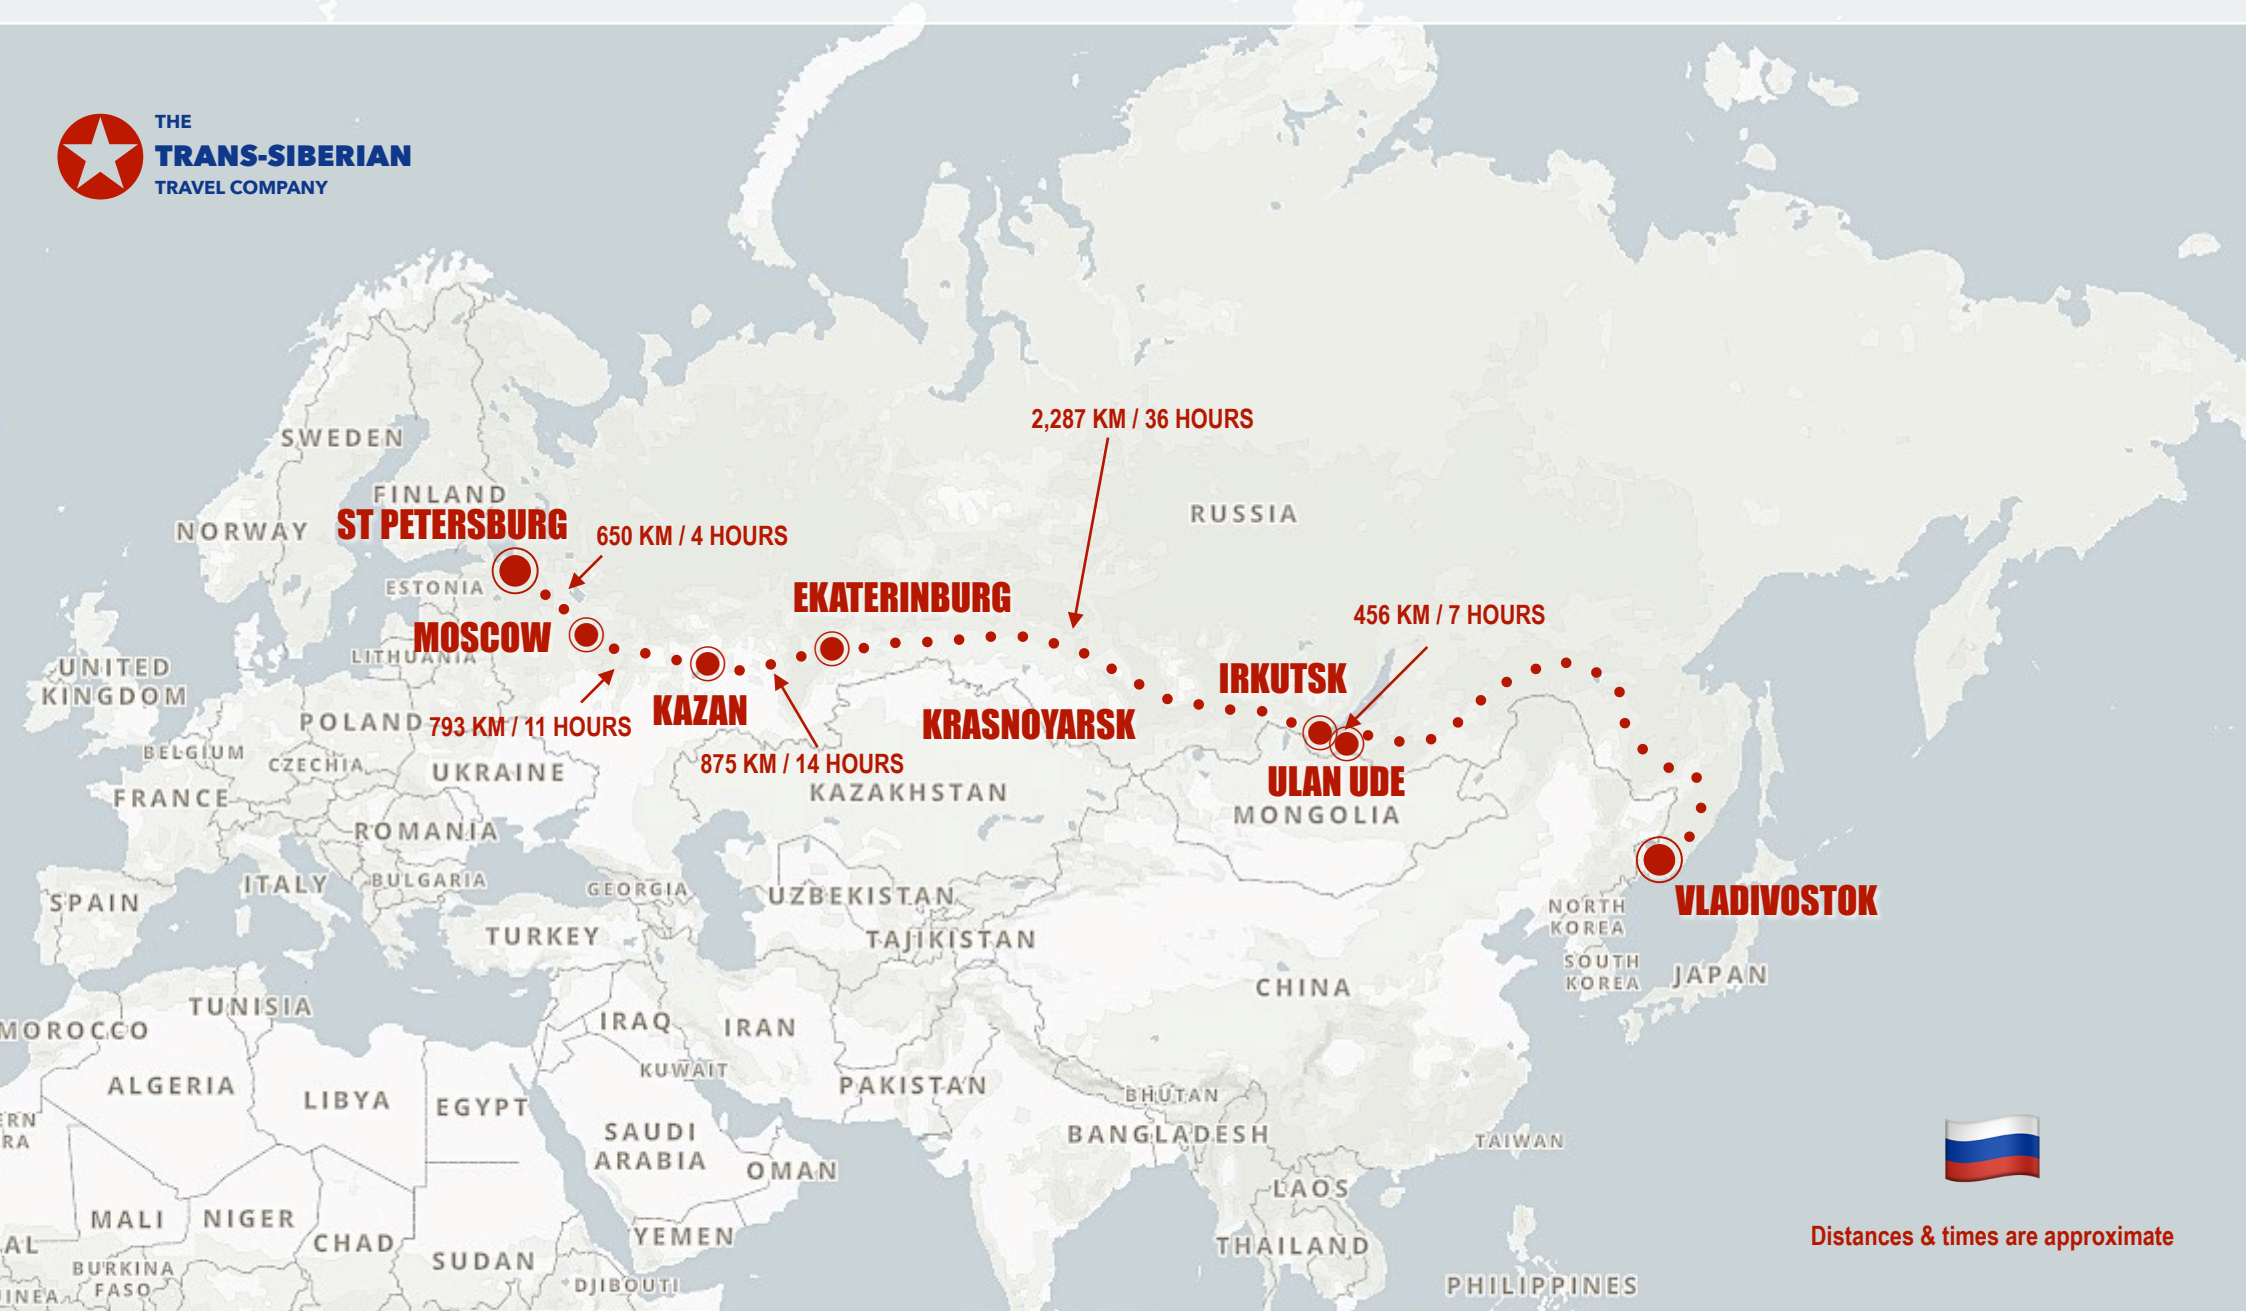 THE
TRANS-SIBERIAN
TRAVEL COMPANY
2,287 KM / 36 HOURS
SWEDEN
FINLAND
NORWAY
ST PETERSBURG
650 KM / 4 HOURS
RUSSIA
ESTONIA
EKATERINBURG
456 KM / 7 HOURS
MOSCOW
LITHUANIA
UNITED
KINGDOM
IRKUTSK
KAZAN
POLAND
793 KM / 11 HOURS
KRASNOYARSK
BELGIUM
CZECHIA
UKRAINE
875 KM / 14 HOURS
ULAN UDE
FRANCE
KAZAKHSTAN
MONGOLIA
ROMANIA
ITALY
BULGARIA
GEORGIA
UZBEKISTAN
SPAIN
VLADIVOSTOK
NORTH
KOREA
TURKEY
TAJIKISTAN
SOUTH
KOREA
JAPAN
CHINA
TUNISIA
MOROCCO
IRAQ
IRAN
KUWAIT
ALGERIA
LIBYA
EGYPT
PAKISTAN
BHUTAN
ERN
RA
SAUDI
ARABIA
BANGLADESH
TAIWAN
OMAN
LAOS
MALI
NIGER
CHAD
YEMEN
Distances & times are approximate
AL
SUDAN
THAILAND
BURKINA
FASO
DJIBOUTI
PHILIPPINES
INEA